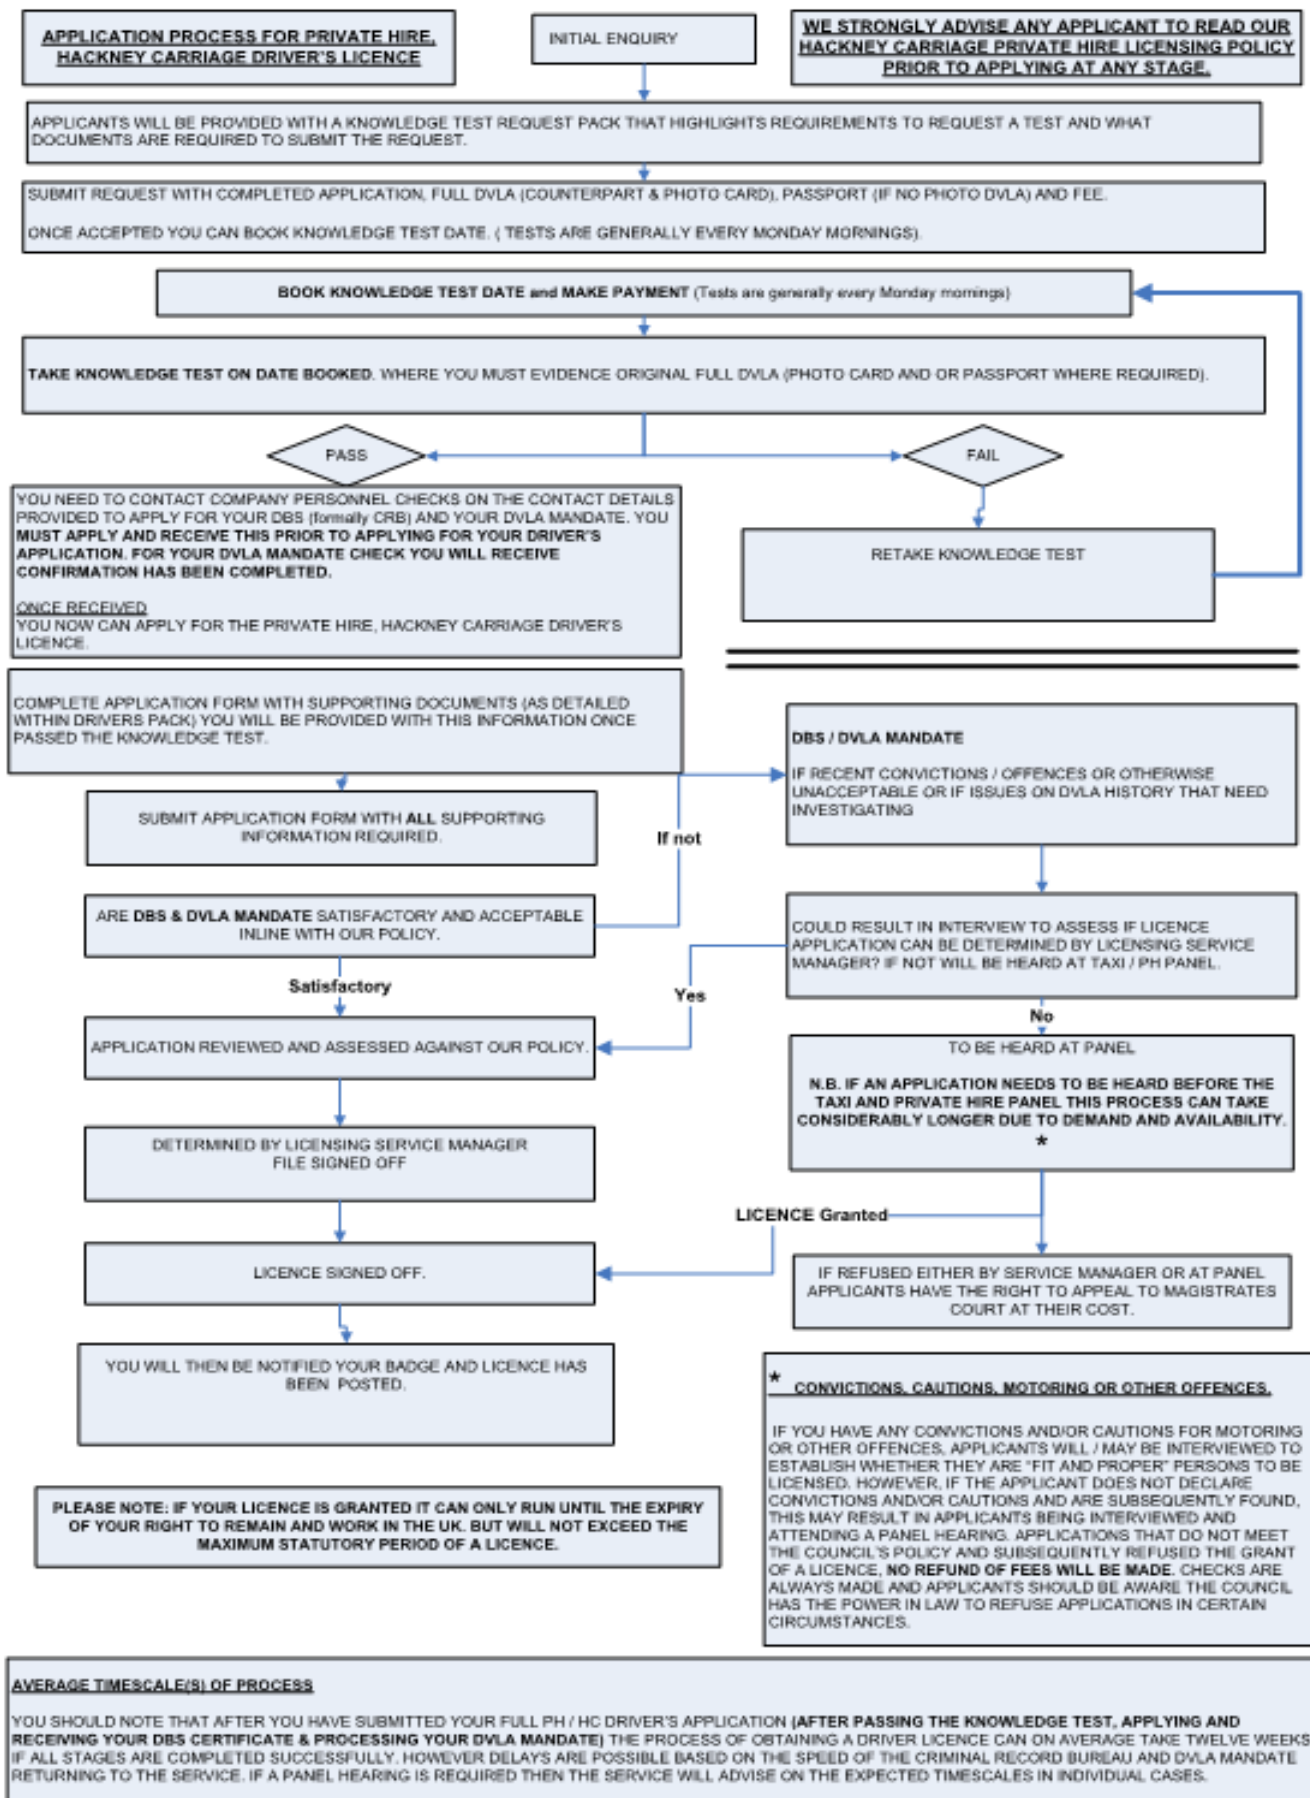 APPLICATION PROCESS FOR PRIVATE HIRE,
HACKNEY CARRIAGE DRIVER'S LICENCE
INITIAL ENQUIRY
WE STRONGLY ADVISE ANY APPLICANT TO READ OUR
HACKNEY CARRIAGE PRIVATE HIRE LICENSING POLICY
PRIOR TO APPLYING AT ANY STAGE.
APPLICANTS WILL BE PROVIDED WITH A KNOWLEDGE TEST REQUEST PACK THAT HIGHLIGHTS REQUIREMENTS TO REQUEST A TEST AND WHAT
DOCUMENTS ARE REQUIRED TO SUBMIT THE REQUEST.
SUBMIT REQUEST WITH COMPLETED APPLICATION, FULL DVLA (COUNTERPART & PHOTO CARD), PASSPORT (IF NO PHOTO DVLA) AND FEE.
ONCE ACCEPTED YOU CAN BOOK KNOWLEDGE TEST DATE. ( TESTS ARE GENERALLY EVERY MONDAY MORNINGS).
BOOK KNOWLEDGE TEST DATE and MAKE PAYMENT (Tests are generally every Monday mornings)
TAKE KNOWLEDGE TEST ON DATE BOOKED. WHERE YOU MUST EVIDENCE ORIGINAL FULL DVLA (PHOTO CARD AND OR PASSPORT WHERE REQUIRED).
PASS
FAIL
YOU NEED TO CONTACT COMPANY PERSONNEL CHECKS ON THE CONTACT DETAILS
PROVIDED TO APPLY FOR YOUR DBS (formally CRB) AND YOUR DVLA MANDATE. YOU
MUST APPLY AND RECEIVE THIS PRIOR TO APPLYING FOR YOUR DRIVER'S
APPLICATION. FOR YOUR DVLA MANDATE CHECK YOU WILL RECEIVE
CONFIRMATION HAS BEEN COMPLETED.
ONCE RECEIVED
YOU NOW CAN APPLY FOR THE PRIVATE HIRE, HACKNEY CARRIAGE DRIVER'S
LICENCE.
RETAKE KNOWLEDGE TEST
COMPLETE APPLICATION FORM WITH SUPPORTING DOCUMENTS (AS DETAILED
WITHIN DRIVERS PACK) YOU WILL BE PROVIDED WITH THIS INFORMATION ONCE
PASSED THE KNOWLEDGE TEST.
DBS / DVLA MANDATE
IF RECENT CONVICTIONS / OFFENCES OR OTHERWISE
UNACCEPTABLE OR IF ISSUES ON DVLA HISTORY THAT NEED
INVESTIGATING
SUBMIT APPLICATION FORM WITH ALL SUPPORTING
INFORMATION REQUIRED.
If not
ARE DBS & DVLA MANDATE SATISFACTORY AND ACCEPTABLE
INLINE WITH OUR POLICY.
COULD RESULT IN INTERVIEW TO ASSESS IF LICENCE
APPLICATION CAN BE DETERMINED BY LICENSING SERVICE
MANAGER? IF NOT WILL BE HEARD AT TAXI / PH PANEL.
Satisfactory
Yes
No
APPLICATION REVIEWED AND ASSESSED AGAINST OUR POLICY.
TO BE HEARD AT PANEL
N.B. IF AN APPLICATION NEEDS TO BE HEARD BEFORE THE
TAXI AND PRIVATE HIRE PANEL THIS PROCESS CAN TAKE
CONSIDERABLY LONGER DUE TO DEMAND AND AVAILABILITY.
*
DETERMINED BY LICENSING SERVICE MANAGER
FILE SIGNED OFF
LICENCE Granted
LICENCE SIGNED OFF.
IF REFUSED EITHER BY SERVICE MANAGER OR AT PANEL
APPLICANTS HAVE THE RIGHT TO APPEAL TO MAGISTRATES
COURT AT THEIR COST.
YOU WILL THEN BE NOTIFIED YOUR BADGE AND LICENCE HAS
BEEN POSTED.
* CONVICTIONS, CAUTIONS, MOTORING OR OTHER OFFENCES.
IF YOU HAVE ANY CONVICTIONS AND/OR CAUTIONS FOR MOTORING
OR OTHER OFFENCES, APPLICANTS WILL / MAY BE INTERVIEWED TO
ESTABLISH WHETHER THEY ARE "FIT AND PROPER" PERSONS TO BE
LICENSED. HOWEVER, IF THE APPLICANT DOES NOT DECLARE
CONVICTIONS AND/OR CAUTIONS AND ARE SUBSEQUENTLY FOUND,
THIS MAY RESULT IN APPLICANTS BEING INTERVIEWED AND
ATTENDING A PANEL HEARING. APPLICATIONS THAT DO NOT MEET
THE COUNCIL'S POLICY AND SUBSEQUENTLY REFUSED THE GRANT
OF A LICENCE, NO REFUND OF FEES WILL BE MADE. CHECKS ARE
ALWAYS MADE AND APPLICANTS SHOULD BE AWARE THE COUNCIL
HAS THE POWER IN LAW TO REFUSE APPLICATIONS IN CERTAIN
CIRCUMSTANCES.
PLEASE NOTE: IF YOUR LICENCE IS GRANTED IT CAN ONLY RUN UNTIL THE EXPIRY
OF YOUR RIGHT TO REMAIN AND WORK IN THE UK. BUT WILL NOT EXCEED THE
MAXIMUM STATUTORY PERIOD OF A LICENCE.
AVERAGE TIMESCALE(S) OF PROCESS
YOU SHOULD NOTE THAT AFTER YOU HAVE SUBMITTED YOUR FULL PH / HC DRIVER'S APPLICATION (AFTER PASSING THE KNOWLEDGE TEST, APPLYING AND
RECEIVING YOUR DBS CERTIFICATE & PROCESSING YOUR DVLA MANDATE) THE PROCESS OF OBTAINING A DRIVER LICENCE CAN ON AVERAGE TAKE TWELVE WEEKS
IF ALL STAGES ARE COMPLETED SUCCESSFULLY. HOWEVER DELAYS ARE POSSIBLE BASED ON THE SPEED OF THE CRIMINAL RECORD BUREAU AND DVLA MANDATE
RETURNING TO THE SERVICE. IF A PANEL HEARING IS REQUIRED THEN THE SERVICE WILL ADVISE ON THE EXPECTED TIMESCALES IN INDIVIDUAL CASES.